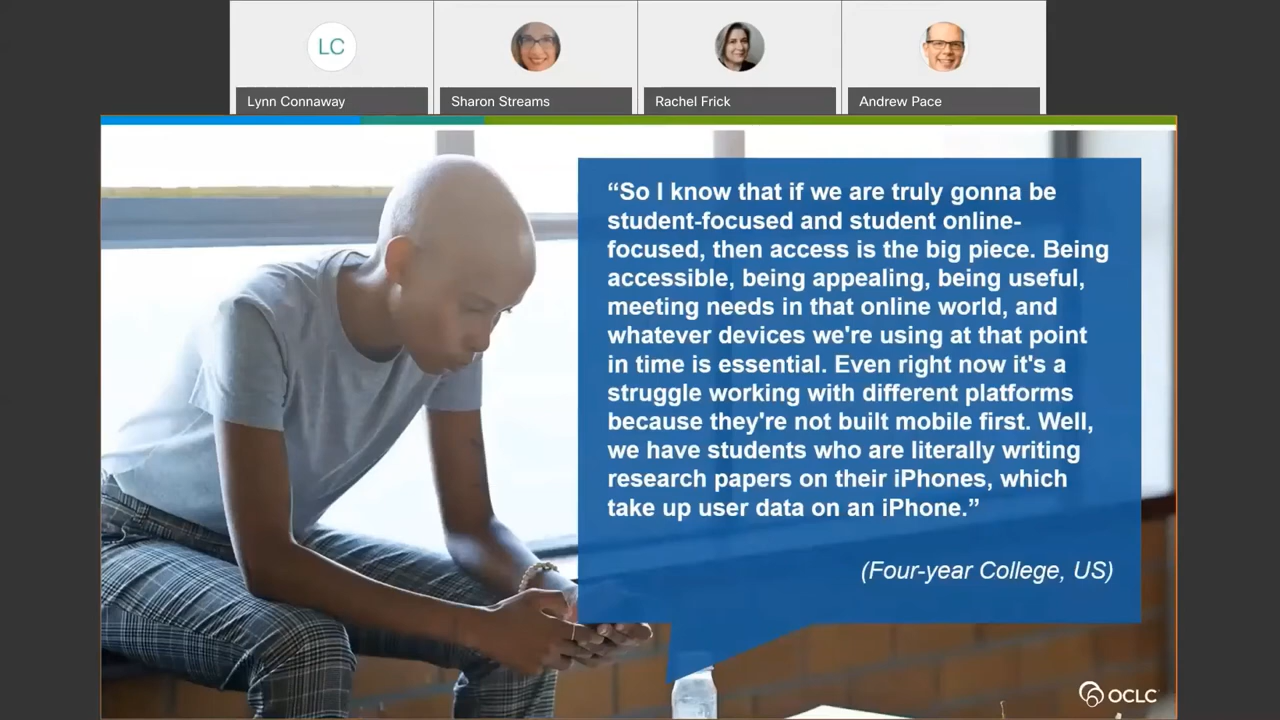 LC
Lynn Connaway
Sharon Streams
Rachel Frick
Andrew Pace
“So I know that if we are truly gonna be
student-focused and student online-
focused, then access is the big piece. Being
accessible, being appealing, being useful,
meeting needs in that online world, and
whatever devices we're using at that point
in time is essential. Even right now it's a
struggle working with different platforms
because they're not built mobile first. Well,
we have students who are literally writing
research papers on their iPhones, which
take up user data on an iPhone.”
(Four-year College, US)
OCLC